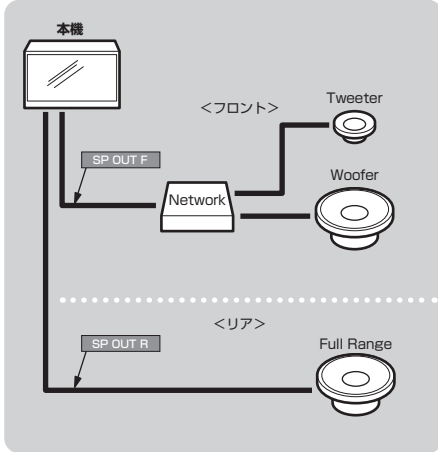 本機
＜フロント＞
Tweeter
SP OUT F
Woofer
Network
＜リア＞
SP OUT R
Full Range